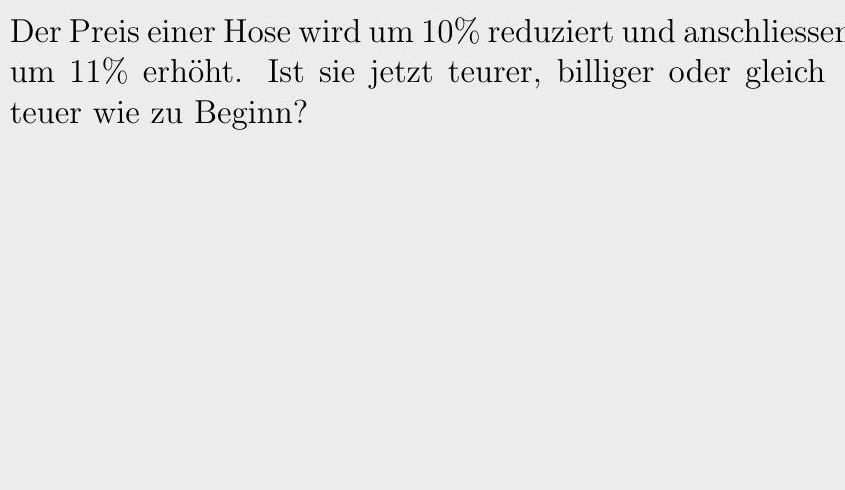 Der Preis einer Hose wird um 10% reduziert und anschliessen
um 11% erhöht. Ist sie jetzt teurer, billiger oder gleich
teuer wie zu Beginn?